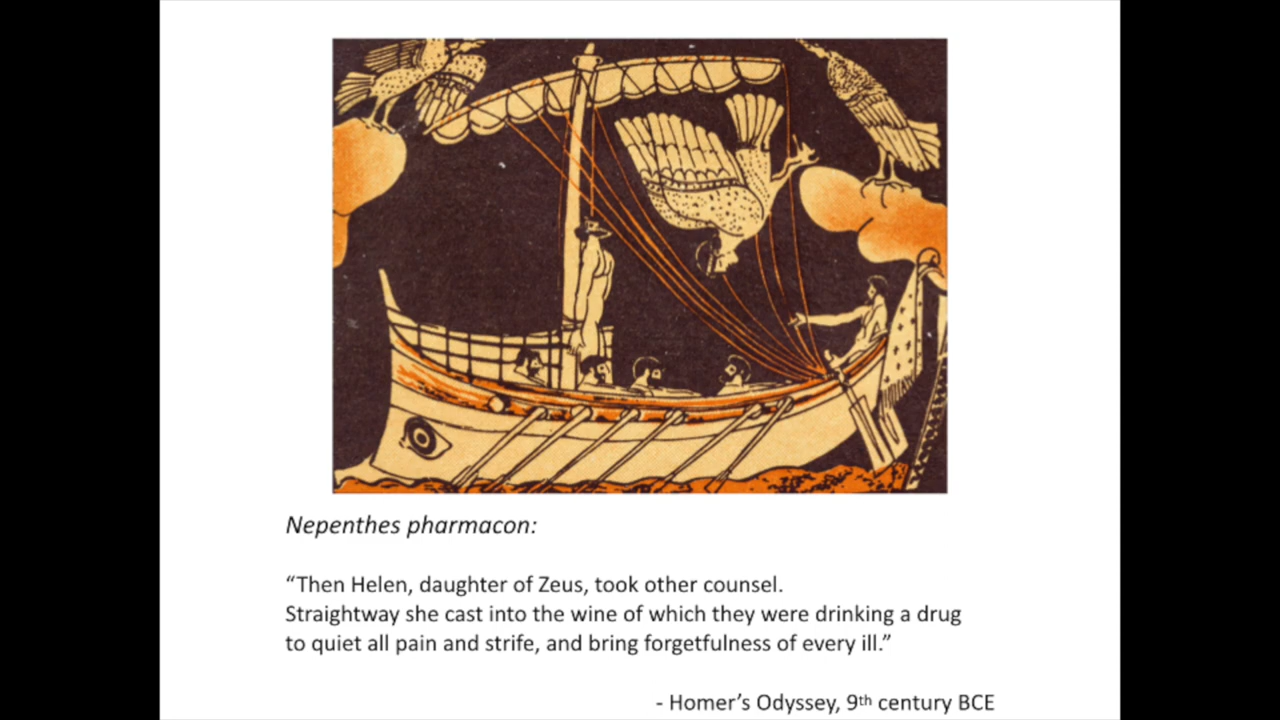 Nepenthes pharmacon:
“Then Helen, daughter of Zeus, took other counsel.
Straightway she cast into the wine of which they were drinking a drug
to quiet all pain and strife, and bring forgetfulness of every ill.”
- Homer’s Odyssey, 9th century BCE